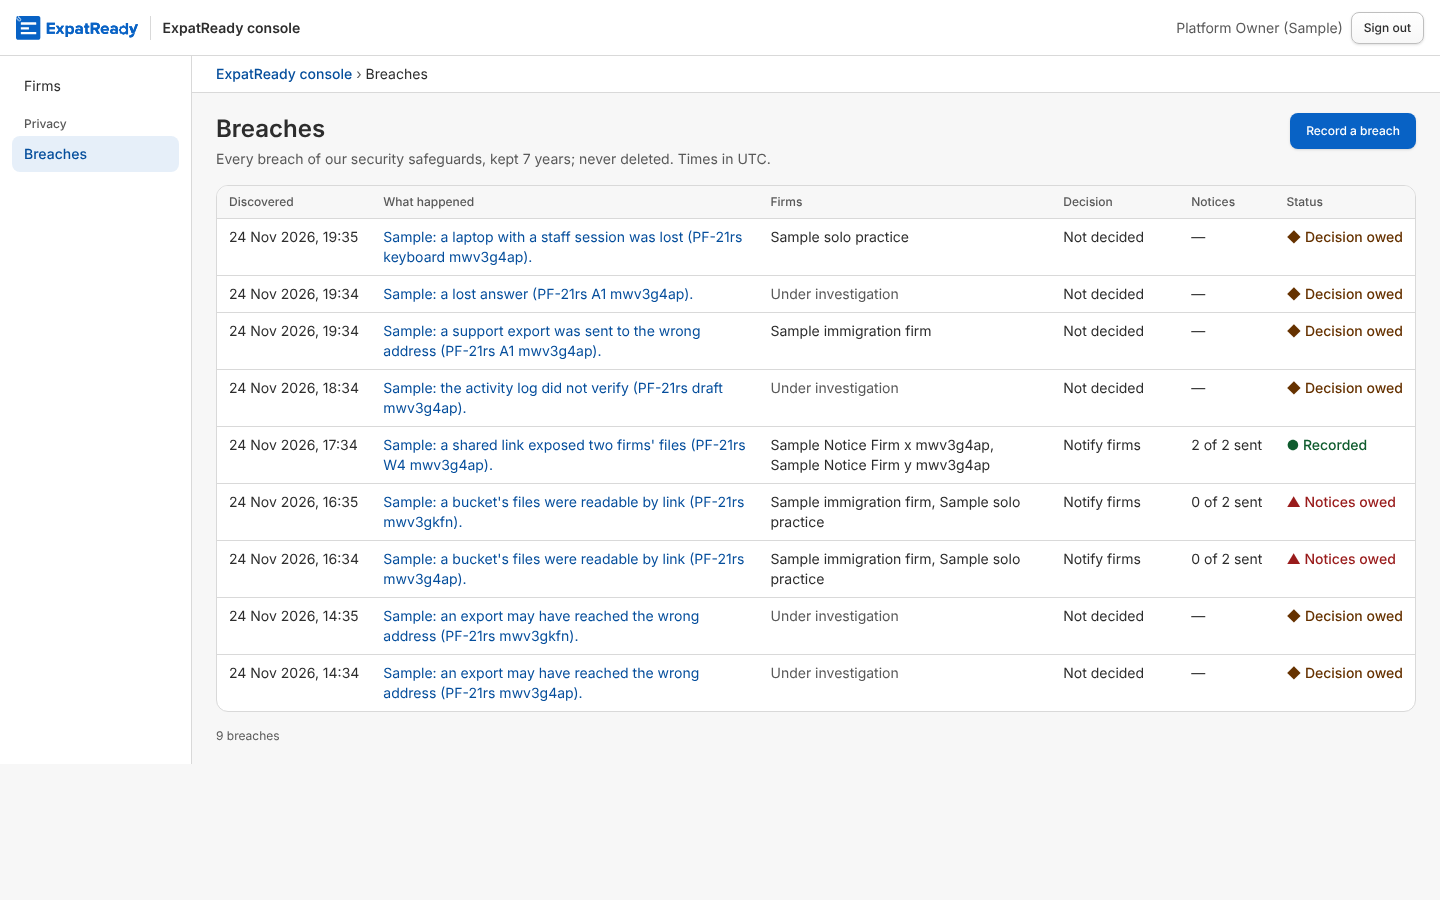 ExpatReady
ExpatReady console
Platform Owner (Sample)
Sign out
Firms
Privacy
Breaches
ExpatReady console › Breaches
Breaches
Record a breach
Every breach of our security safeguards, kept 7 years; never deleted. Times in UTC.
Discovered What happened Firms Decision Notices Status
24 Nov 2026, 19:35 Sample: a laptop with a staff session was lost (PF-21rs Sample solo practice Not decided — ◆ Decision owed
keyboard mwv3g4ap).
24 Nov 2026, 19:34 Sample: a lost answer (PF-21rs A1 mwv3g4ap). Under investigation Not decided — ◆ Decision owed
24 Nov 2026, 19:34 Sample: a support export was sent to the wrong Sample immigration firm Not decided — ◆ Decision owed
address (PF-21rs A1 mwv3g4ap).
24 Nov 2026, 18:34 Sample: the activity log did not verify (PF-21rs draft Under investigation Not decided — ◆ Decision owed
mwv3g4ap).
24 Nov 2026, 17:34 Sample: a shared link exposed two firms' files (PF-21rs Sample Notice Firm x mwv3g4ap, Notify firms 2 of 2 sent ● Recorded
W4 mwv3g4ap). Sample Notice Firm y mwv3g4ap
24 Nov 2026, 16:35 Sample: a bucket's files were readable by link (PF-21rs Sample immigration firm, Sample solo Notify firms 0 of 2 sent ▲ Notices owed
mwv3gkfn). practice
24 Nov 2026, 16:34 Sample: a bucket's files were readable by link (PF-21rs Sample immigration firm, Sample solo Notify firms 0 of 2 sent ▲ Notices owed
mwv3g4ap). practice
24 Nov 2026, 14:35 Sample: an export may have reached the wrong Under investigation Not decided — ◆ Decision owed
address (PF-21rs mwv3gkfn).
24 Nov 2026, 14:34 Sample: an export may have reached the wrong Under investigation Not decided — ◆ Decision owed
address (PF-21rs mwv3g4ap).
9 breaches